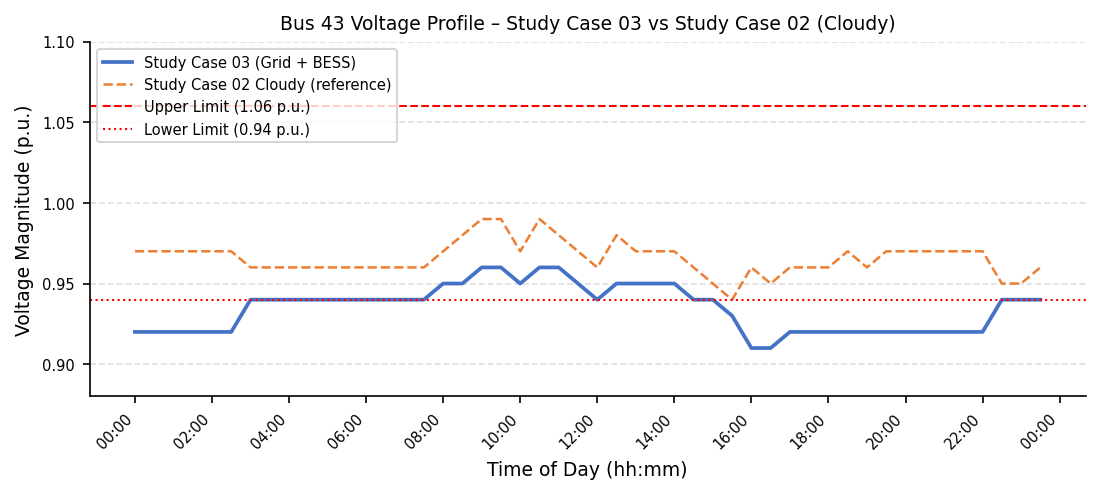 Bus 43 Voltage Profile – Study Case 03 vs Study Case 02 (Cloudy)
Voltage Magnitude (p.u.)
1.10
1.05
1.00
0.95
0.90
Study Case 03 (Grid + BESS)
Study Case 02 Cloudy (reference)
Upper Limit (1.06 p.u.)
Lower Limit (0.94 p.u.)
00:00
02:00
04:00
06:00
08:00
10:00
12:00
14:00
16:00
18:00
20:00
22:00
00:00
Time of Day (hh:mm)